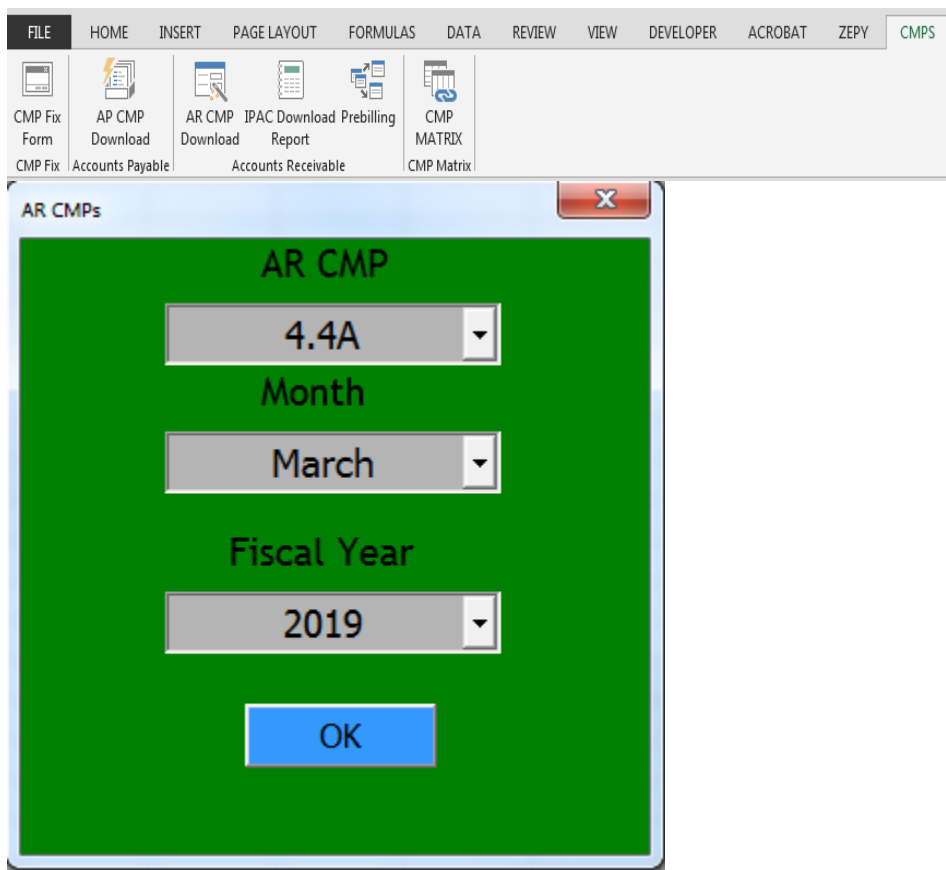 FILE HOME INSERT PAGE LAYOUT FORMULAS DATA REVIEW VIEW DEVELOPER ACROBAT ZEPY CMPS
CMP Fix AP CMP AR CMP IPAC Download Prebilling CMP
Form Download Download Report MATRIX
CMP Fix Accounts Payable Accounts Receivable CMP Matrix
AR CMPs
AR CMP
4.4A
Month
March
Fiscal Year
2019
OK